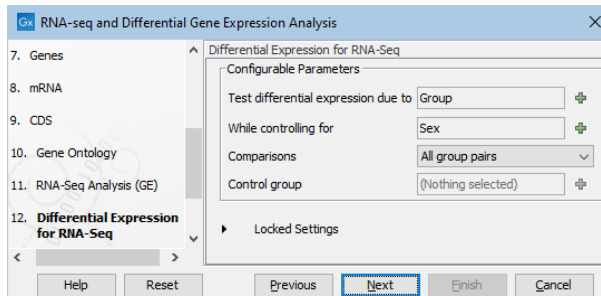 Gx RNA-seq and Differential Gene Expression Analysis
7. Genes
8. mRNA
9. CDS
10. Gene Ontology
11. RNA-Seq Analysis (GE)
12. Differential Expression
for RNA-Seq
Differential Expression for RNA-Seq
Configurable Parameters
Test differential expression due to Group
While controlling for Sex
Comparisons All group pairs
Control group (Nothing selected)
Locked Settings
Help Reset Previous Next Finish Cancel